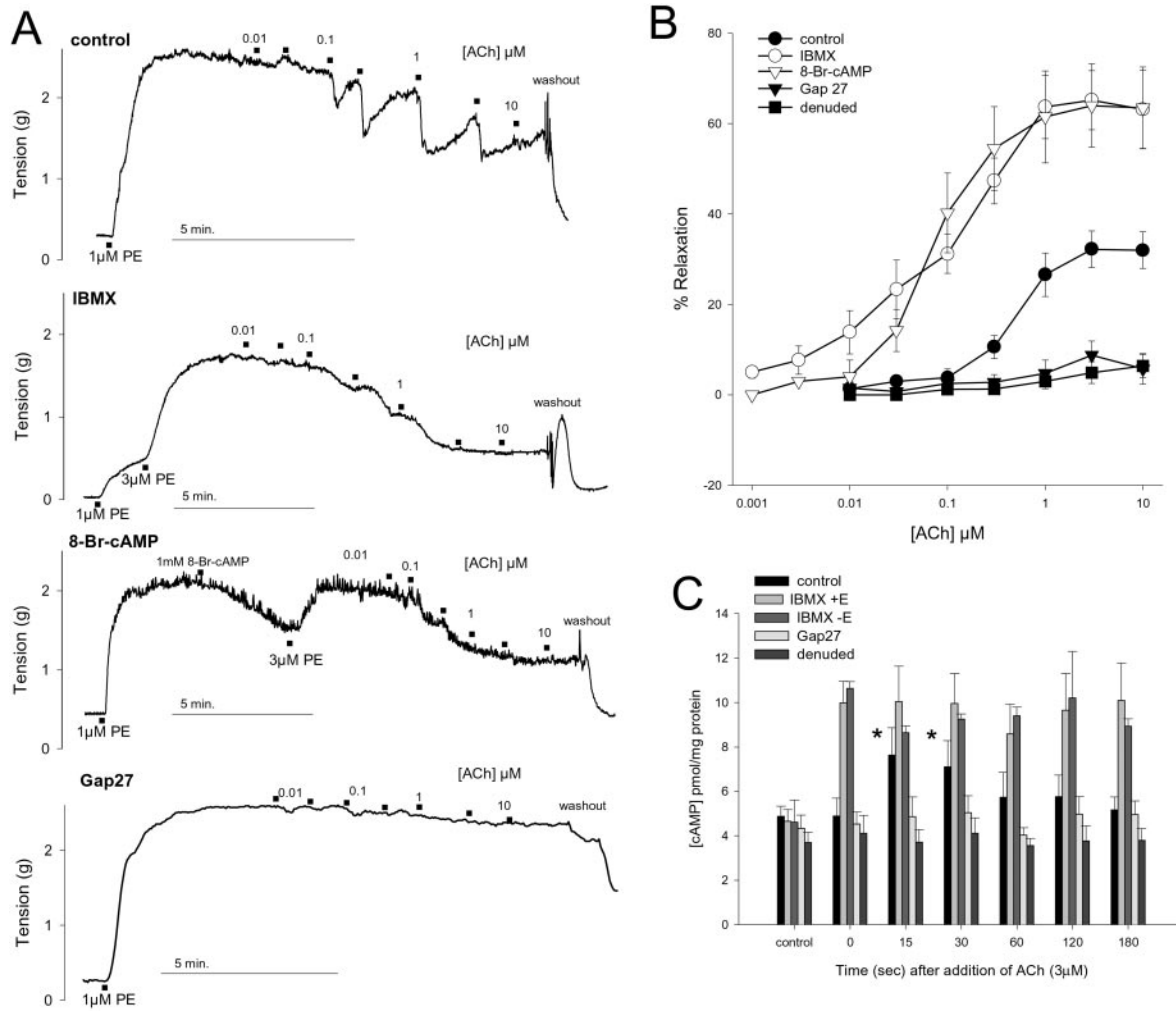 A
control
0.01
0.1
1
10
[ACh] µM
washout
Tension (g)
2
1
0
5 min.
1µM PE
IBMX
0.01
0.1
1
10
[ACh] µM
washout
Tension (g)
2
1
0
3µM PE
5 min.
1µM PE
8-Br-cAMP
1mM 8-Br-cAMP
0.01
0.1
1
10
[ACh] µM
washout
Tension (g)
2
1
0
3µM PE
5 min.
1µM PE
Gap27
0.01
0.1
1
10
[ACh] µM
washout
Tension (g)
2
1
0
5 min.
1µM PE
B
control
IBMX
8-Br-cAMP
Gap 27
denuded
% Relaxation
80
60
40
20
0
-20
0.001 0.01 0.1 1 10
[ACh] µM
C
control
IBMX +E
IBMX -E
Gap27
denuded
[cAMP] pmol/mg protein
14
12
10
8
6
4
2
0
* *
control 0 15 30 60 120 180
Time (sec) after addition of ACh (3µM)